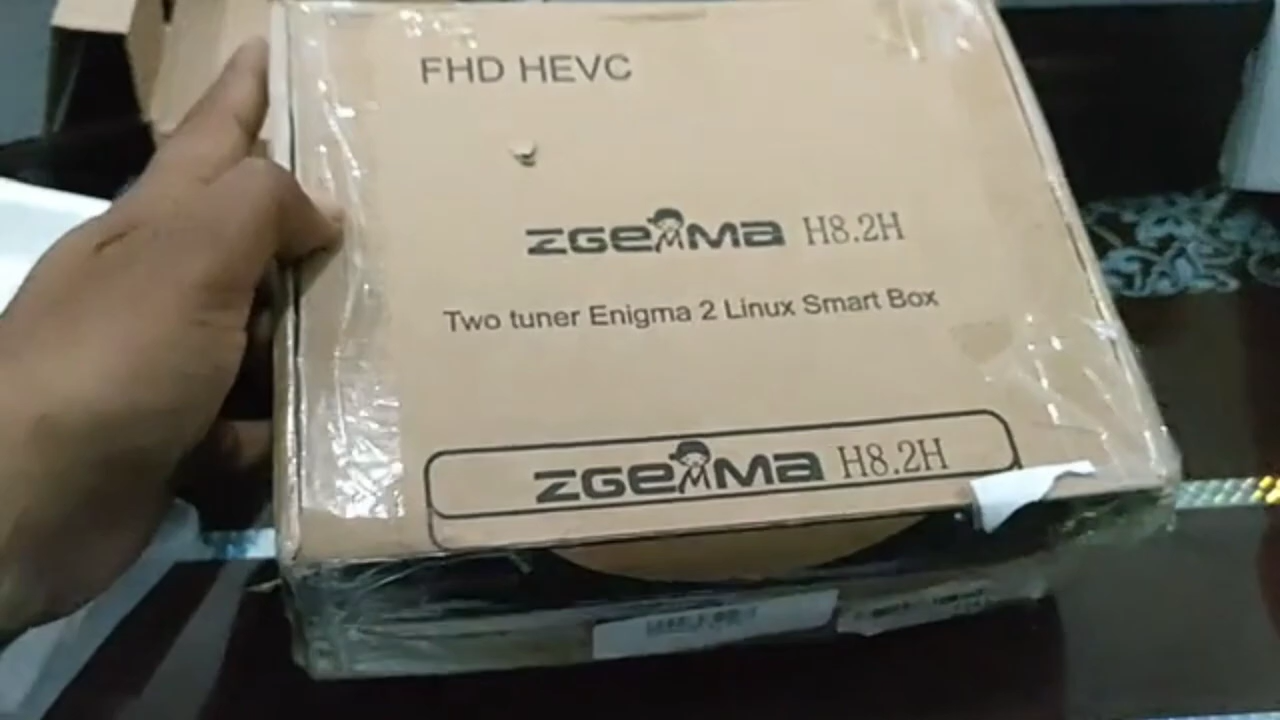 FHD HEVC
ZGEMMA H8.2H
Two tuner Enigma 2 Linux Smart Box
ZGEMMA H8.2H